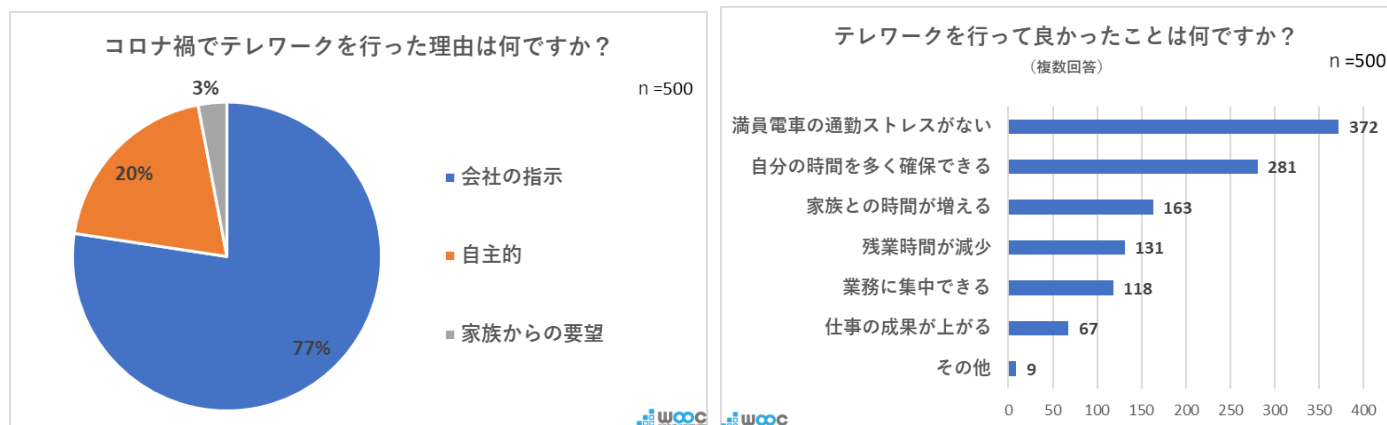 コロナ禍でテレワークを行った理由は何ですか？
n =500
3%
20%
77%
会社の指示
自主的
家族からの要望
wooc
テレワークを行って良かったことは何ですか？
（複数回答）
n =500
満員電車の通勤ストレスがない 372
自分の時間を多く確保できる 281
家族との時間が増える 163
残業時間が減少 131
業務に集中できる 118
仕事の成果が上がる 67
その他 9
0 50 100 150 200 250 300 350 400
wooc